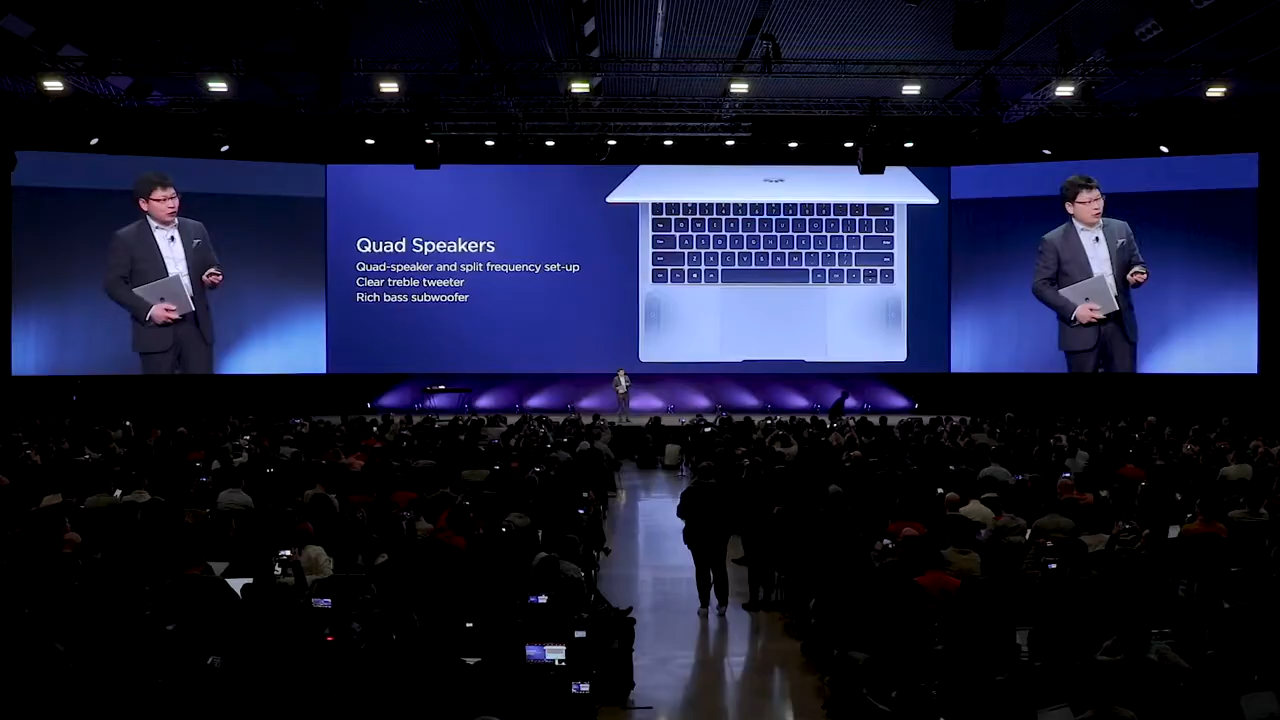 Quad Speakers
Quad-speaker and split frequency set-up
Clear treble tweeter
Rich bass subwoofer